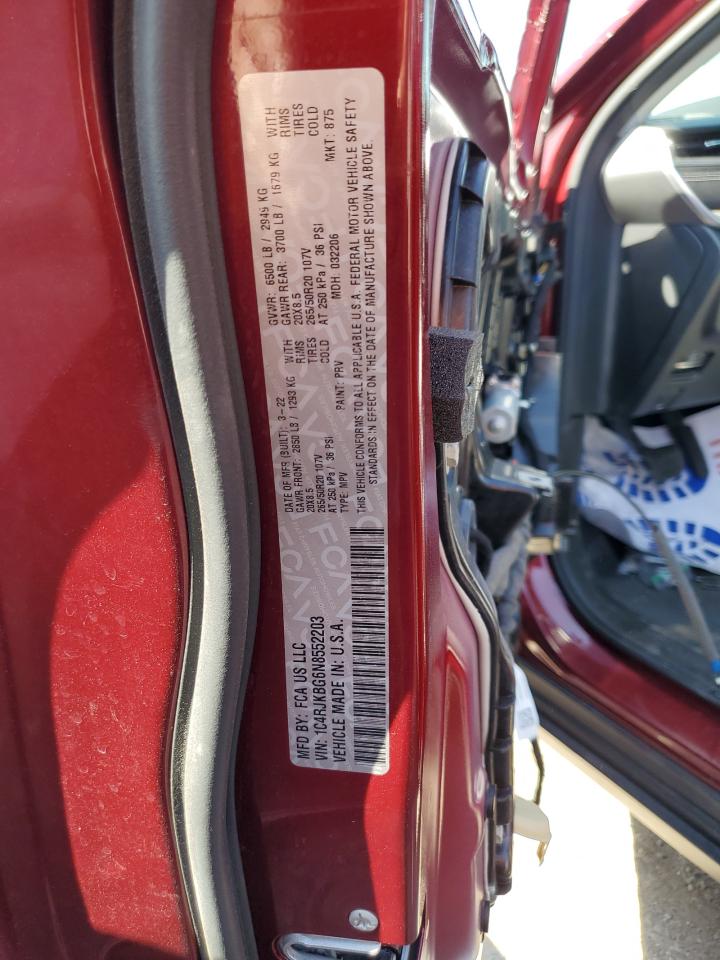 MFD BY: FCA US LLC
DATE OF MFR (BUILT): 3-22
GVWR: 6500 LB / 2949 KG
GAWR FRONT: 2850 LB / 1293 KG WITH
20X8.5 RIMS
265/50R20 107V TIRES
AT 250 kPa / 36 PSI COLD
GAWR REAR: 3700 LB / 1679 KG WITH
20X8.5 RIMS
265/50R20 107V TIRES
AT 250 kPa / 36 PSI COLD
VIN: 1C4RJKBG6N8552203
TYPE: MPV PAINT: PRV MDH: 032206 MKT: 875
VEHICLE MADE IN: U.S.A.
THIS VEHICLE CONFORMS TO ALL APPLICABLE U.S.A. FEDERAL MOTOR VEHICLE SAFETY
STANDARDS IN EFFECT ON THE DATE OF MANUFACTURE SHOWN ABOVE.